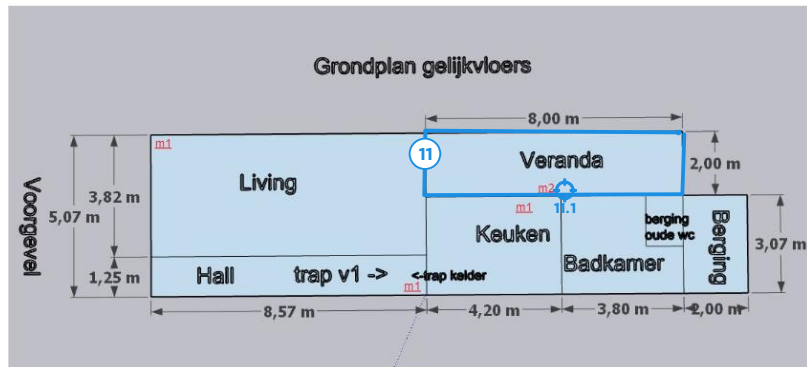 Grondplan gelijkvloers
8,00 m
m1
11
Veranda
2,00 m
Living
3,82 m
m2
11.1
Voorgevel
5,07 m
m1
Keuken
berging
oude wc
Berging
3,07 m
Badkamer
1,25 m
Hall
trap v1 ->
<-trap kelder
m1
8,57 m
4,20 m
3,80 m
2,00 m